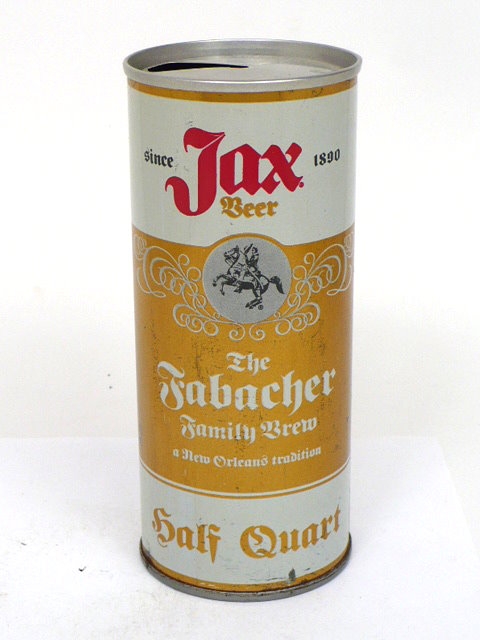 since Jax 1890
Beer
The
Fabacher
Family Brew
a New Orleans tradition
Half Quart